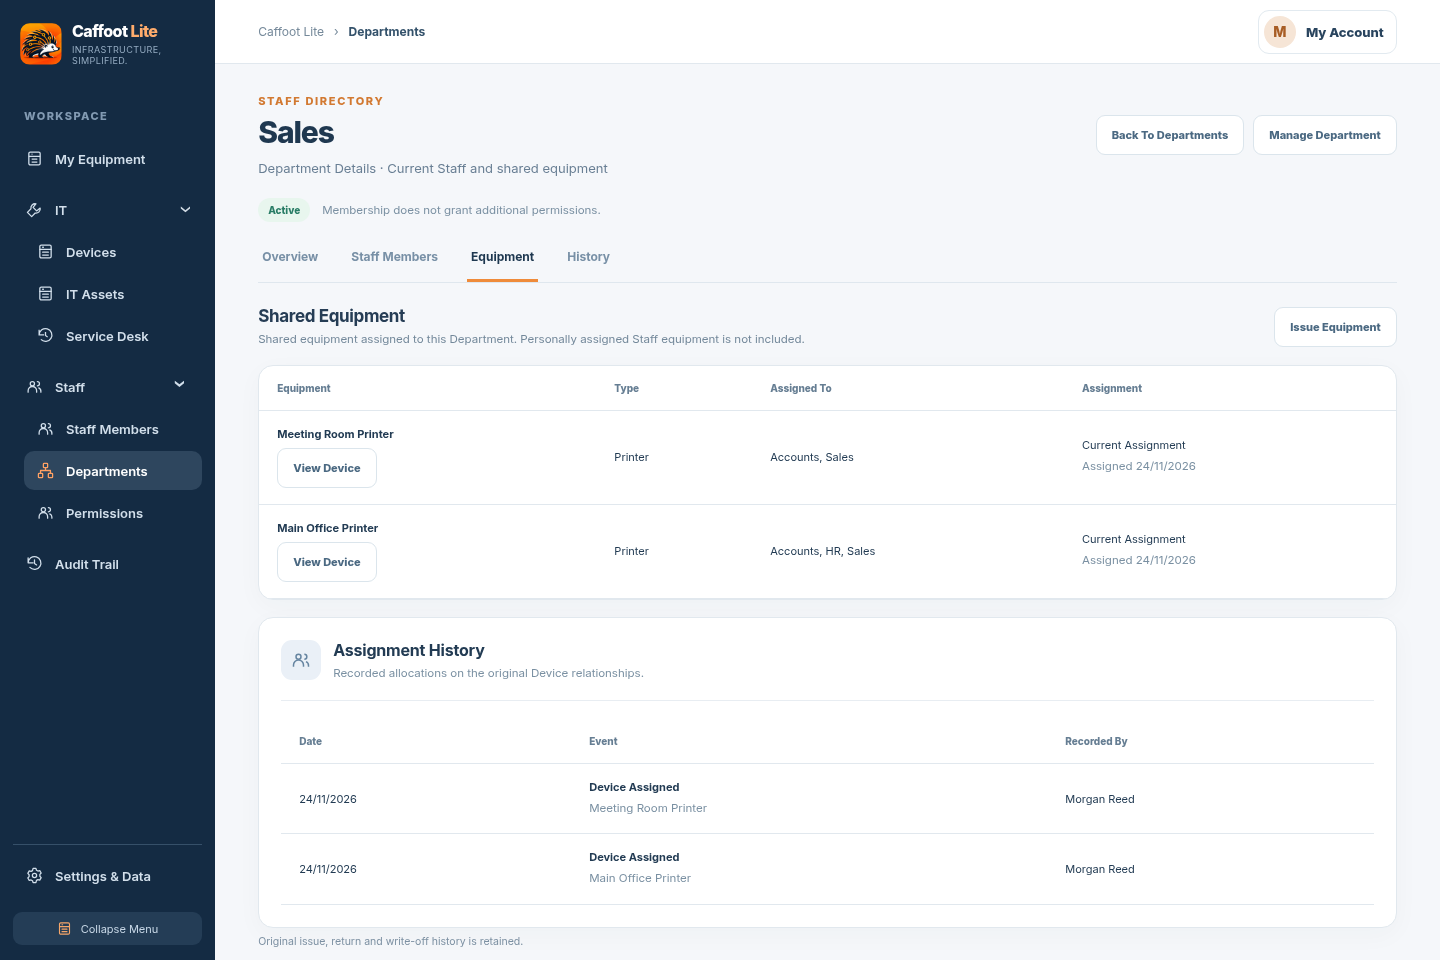 Caffoot Lite
INFRASTRUCTURE,
SIMPLIFIED.
WORKSPACE
My Equipment
IT
Devices
IT Assets
Service Desk
Staff
Staff Members
Departments
Permissions
Audit Trail
Settings & Data
Collapse Menu
Caffoot Lite › Departments
M My Account
STAFF DIRECTORY
Sales
Department Details · Current Staff and shared equipment
Back To Departments Manage Department
Active Membership does not grant additional permissions.
Overview Staff Members Equipment History
Shared Equipment
Shared equipment assigned to this Department. Personally assigned Staff equipment is not included.
Issue Equipment
Equipment Type Assigned To Assignment
Meeting Room Printer
View Device
Printer
Accounts, Sales
Current Assignment
Assigned 24/11/2026
Main Office Printer
View Device
Printer
Accounts, HR, Sales
Current Assignment
Assigned 24/11/2026
Assignment History
Recorded allocations on the original Device relationships.
Date Event Recorded By
24/11/2026
Device Assigned
Meeting Room Printer
Morgan Reed
24/11/2026
Device Assigned
Main Office Printer
Morgan Reed
Original issue, return and write-off history is retained.